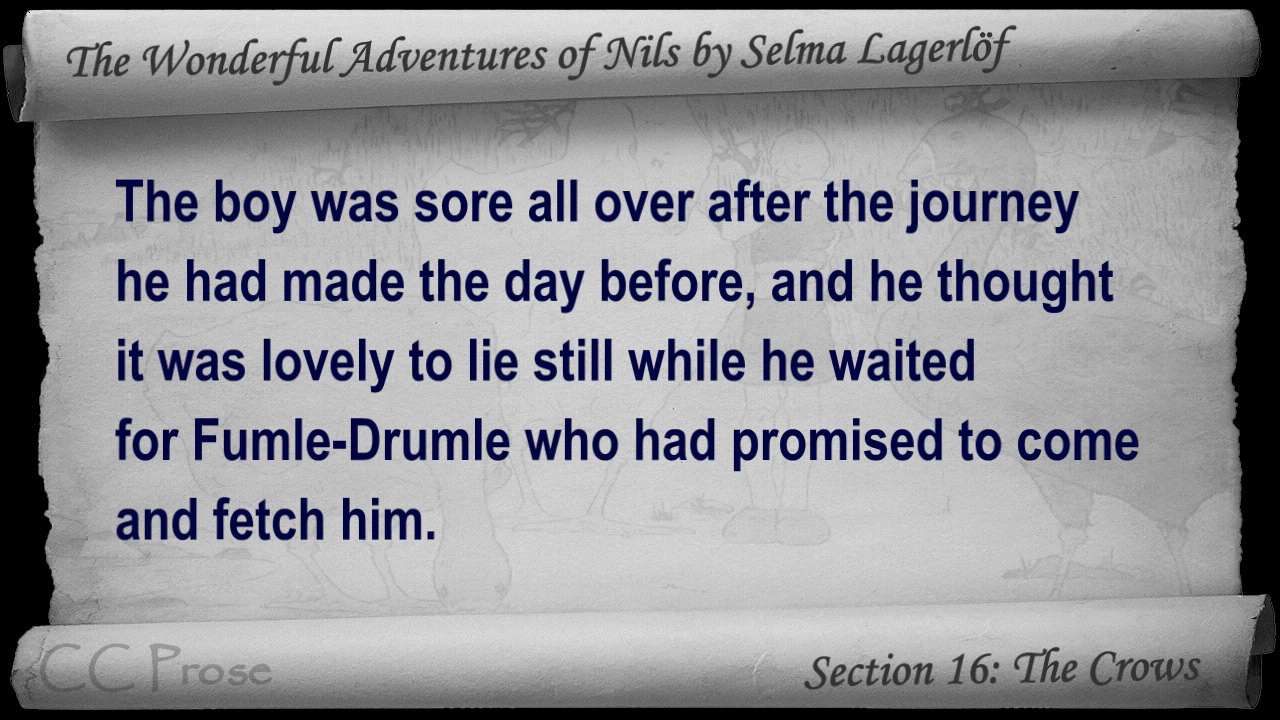 The Wonderful Adventures of Nils by Selma Lagerlöf
The boy was sore all over after the journey
he had made the day before, and he thought
it was lovely to lie still while he waited
for Fumle-Drumle who had promised to come
and fetch him.
CC Prose
Section 16: The Crows